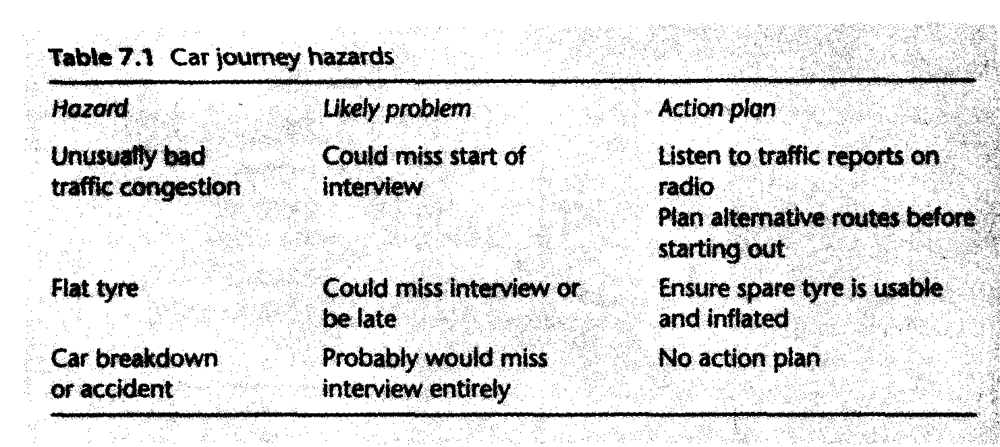 Table 7.1 Car journey hazards
Hazard Likely problem Action plan
Unusually bad Could miss start of Listen to traffic reports on
traffic congestion interview radio
Plan alternative routes before
starting out
Flat tyre Could miss interview or Ensure spare tyre is usable
be late and inflated
Car breakdown Probably would miss No action plan
or accident interview entirely